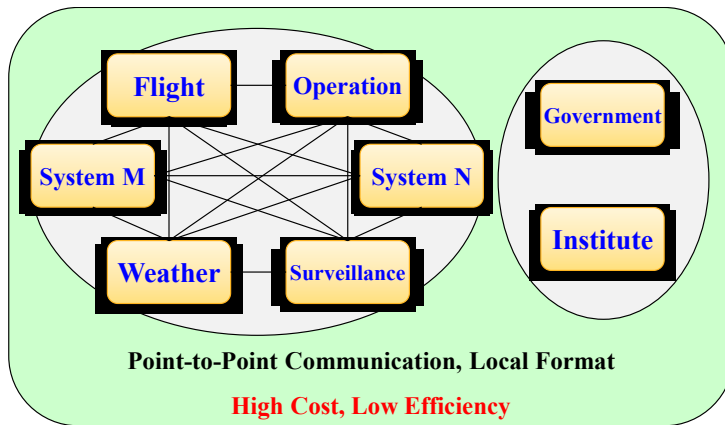 Flight
Operation
Government
System M
System N
Institute
Weather
Surveillance
Point-to-Point Communication, Local Format
High Cost, Low Efficiency